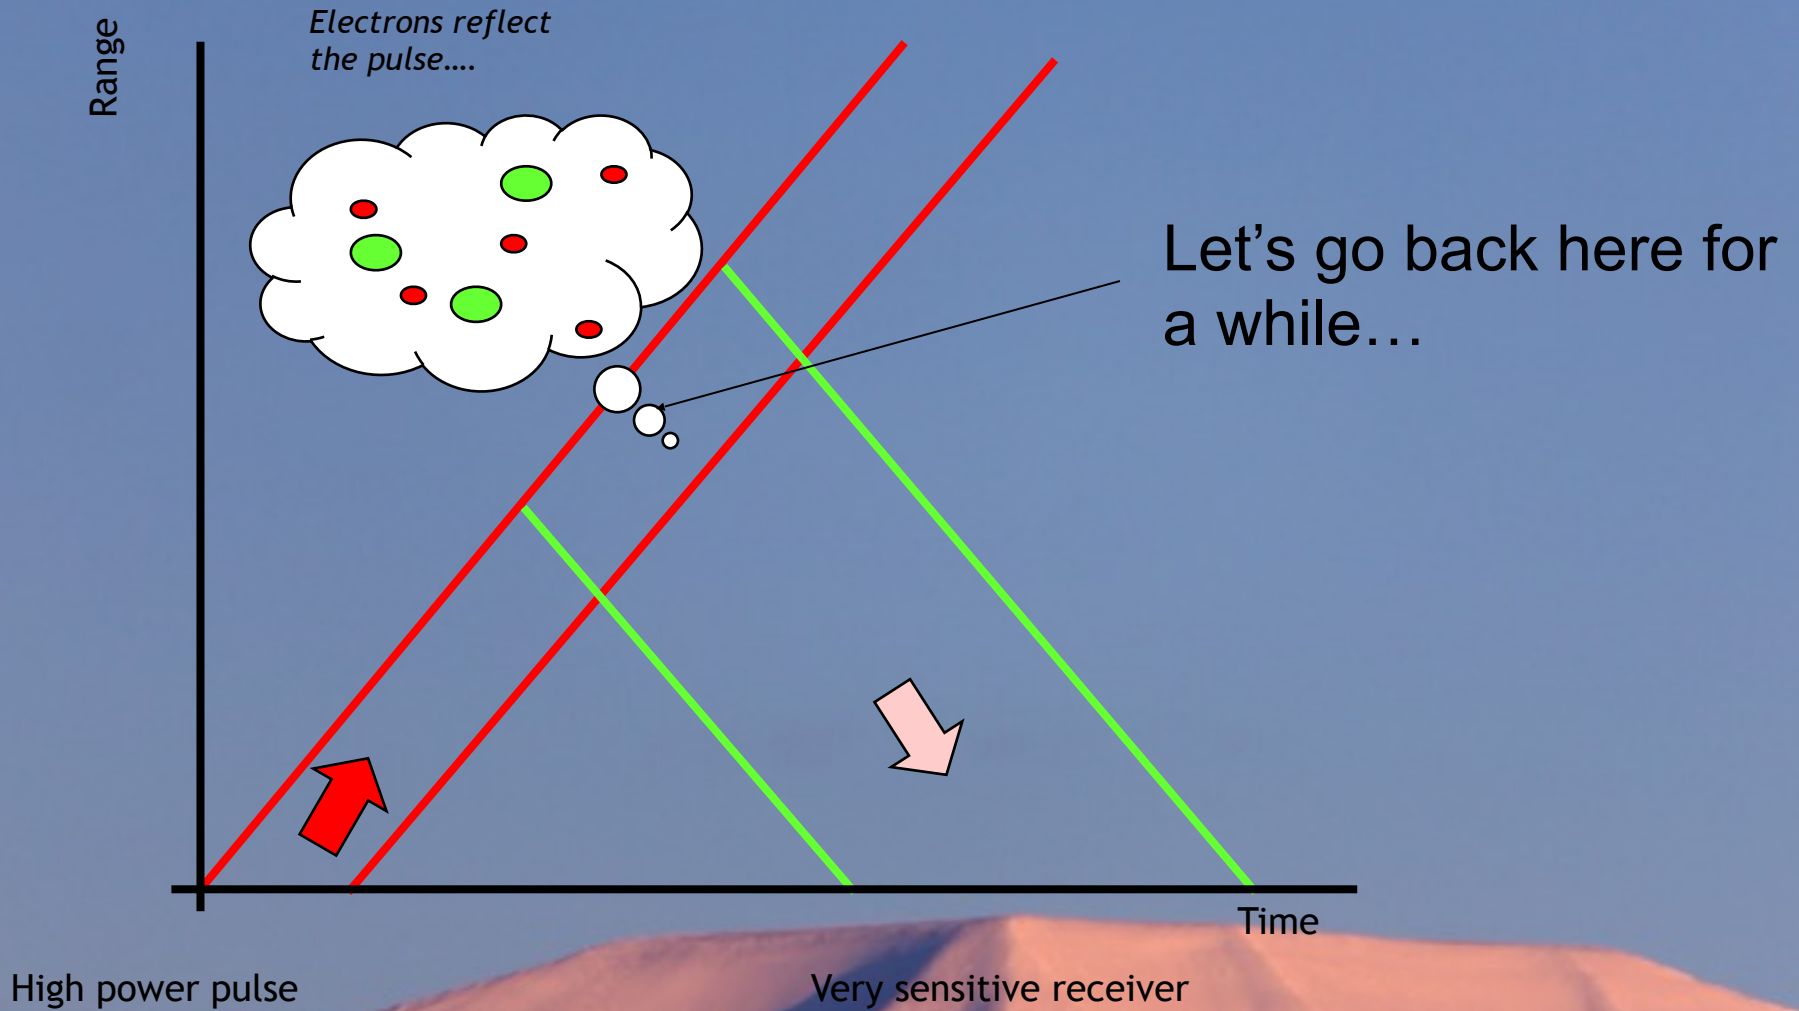 Electrons reflect
the pulse....
Range
Let’s go back here for
a while…
Time
High power pulse
Very sensitive receiver